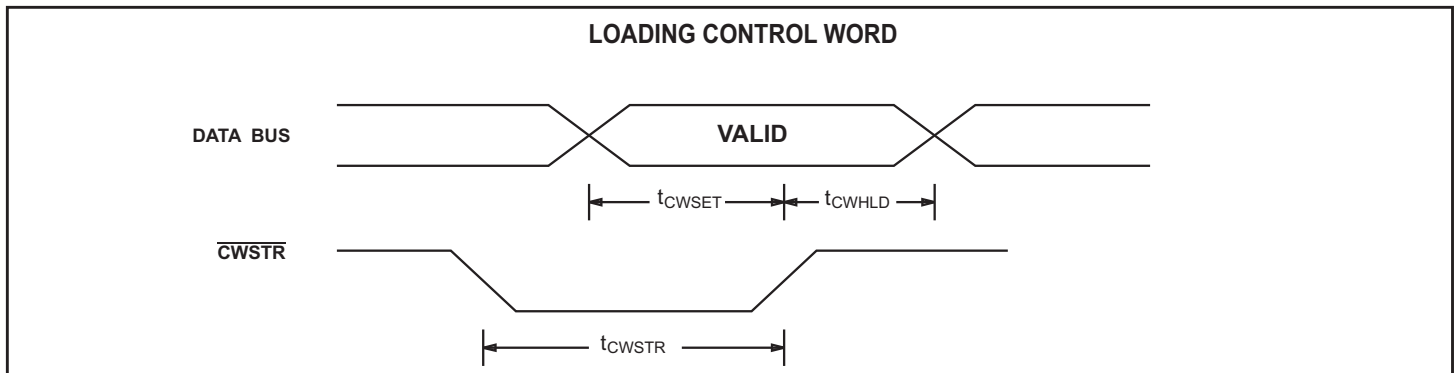 LOADING CONTROL WORD
DATA BUS
VALID
tCWSET
tCWHLD
CWSTR
tCWSTR